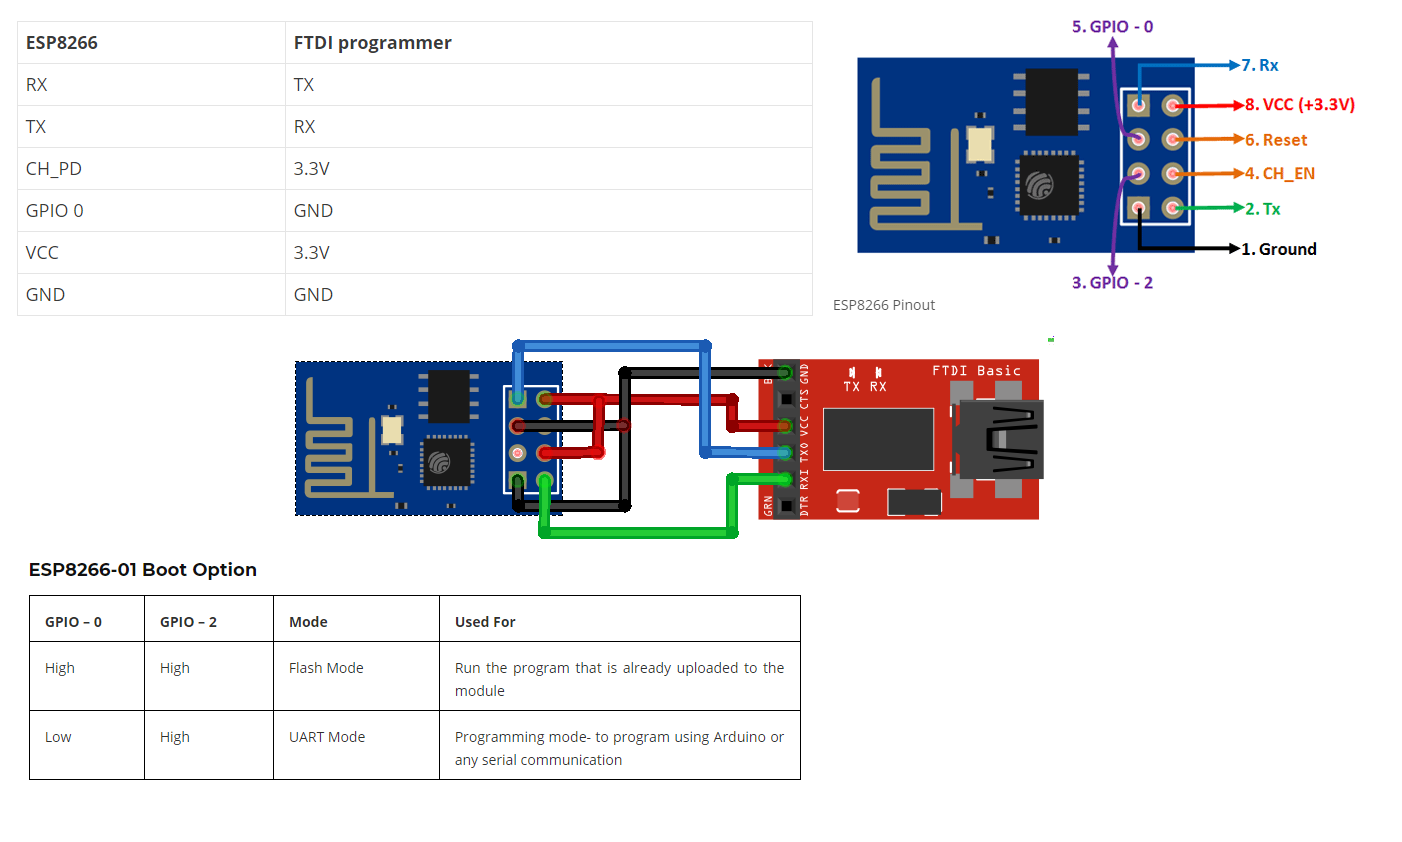 ESP8266 FTDI programmer
RX TX
TX RX
CH_PD 3.3V
GPIO 0 GND
VCC 3.3V
GND GND
5. GPIO - 0
7. Rx
8. VCC (+3.3V)
6. Reset
4. CH_EN
2. Tx
1. Ground
3. GPIO - 2
ESP8266 Pinout
GND
CTS
VCC
TXO
RXI
DTR
GRN
TX RX
FTDI Basic
ESP8266-01 Boot Option
GPIO – 0 GPIO – 2 Mode Used For
High High Flash Mode Run the program that is already uploaded to the
module
Low High UART Mode Programming mode- to program using Arduino or
any serial communication